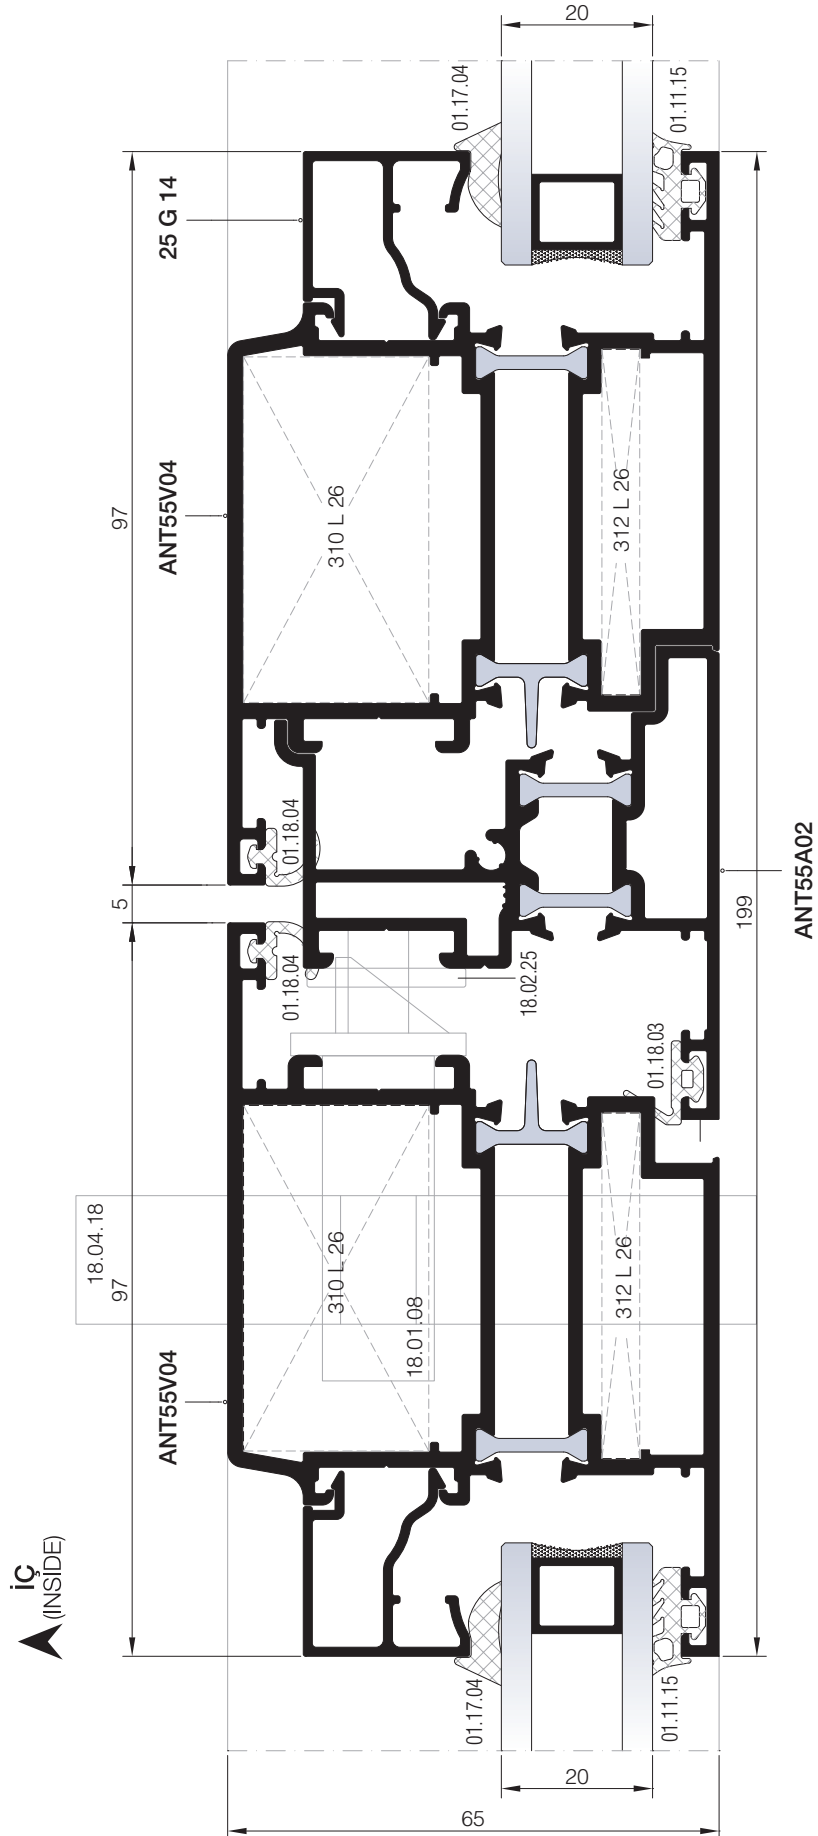 20
01.17.04
01.11.15
25 G 14
97
ANT55V04
310 L 26
312 L 26
01.18.04
5
199
ANT55A02
01.18.04
18.02.25
01.18.03
18.04.18
97
310 L 26
18.01.08
312 L 26
ANT55V04
İÇ
(INSIDE)
01.17.04
01.11.15
20
65